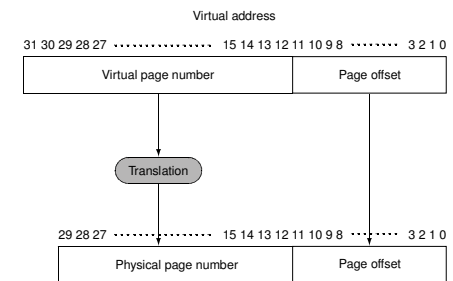 Virtual address
31 30 29 28 27 15 14 13 12 11 10 9 8 3 2 1 0
Virtual page number Page offset
Translation
29 28 27 15 14 13 12 11 10 9 8 3 2 1 0
Physical page number Page offset